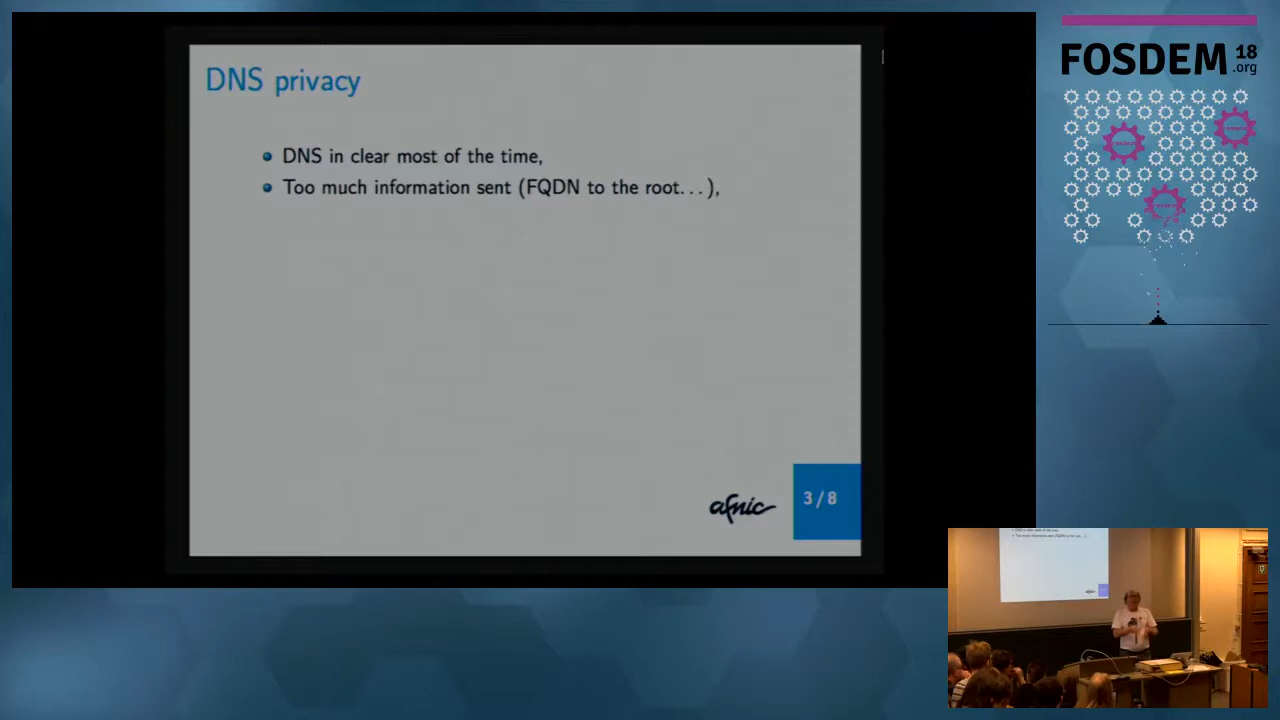 DNS privacy
DNS in clear most of the time,
Too much information sent (FQDN to the root...),
afnic
3/8
FOSDEM 18
.org